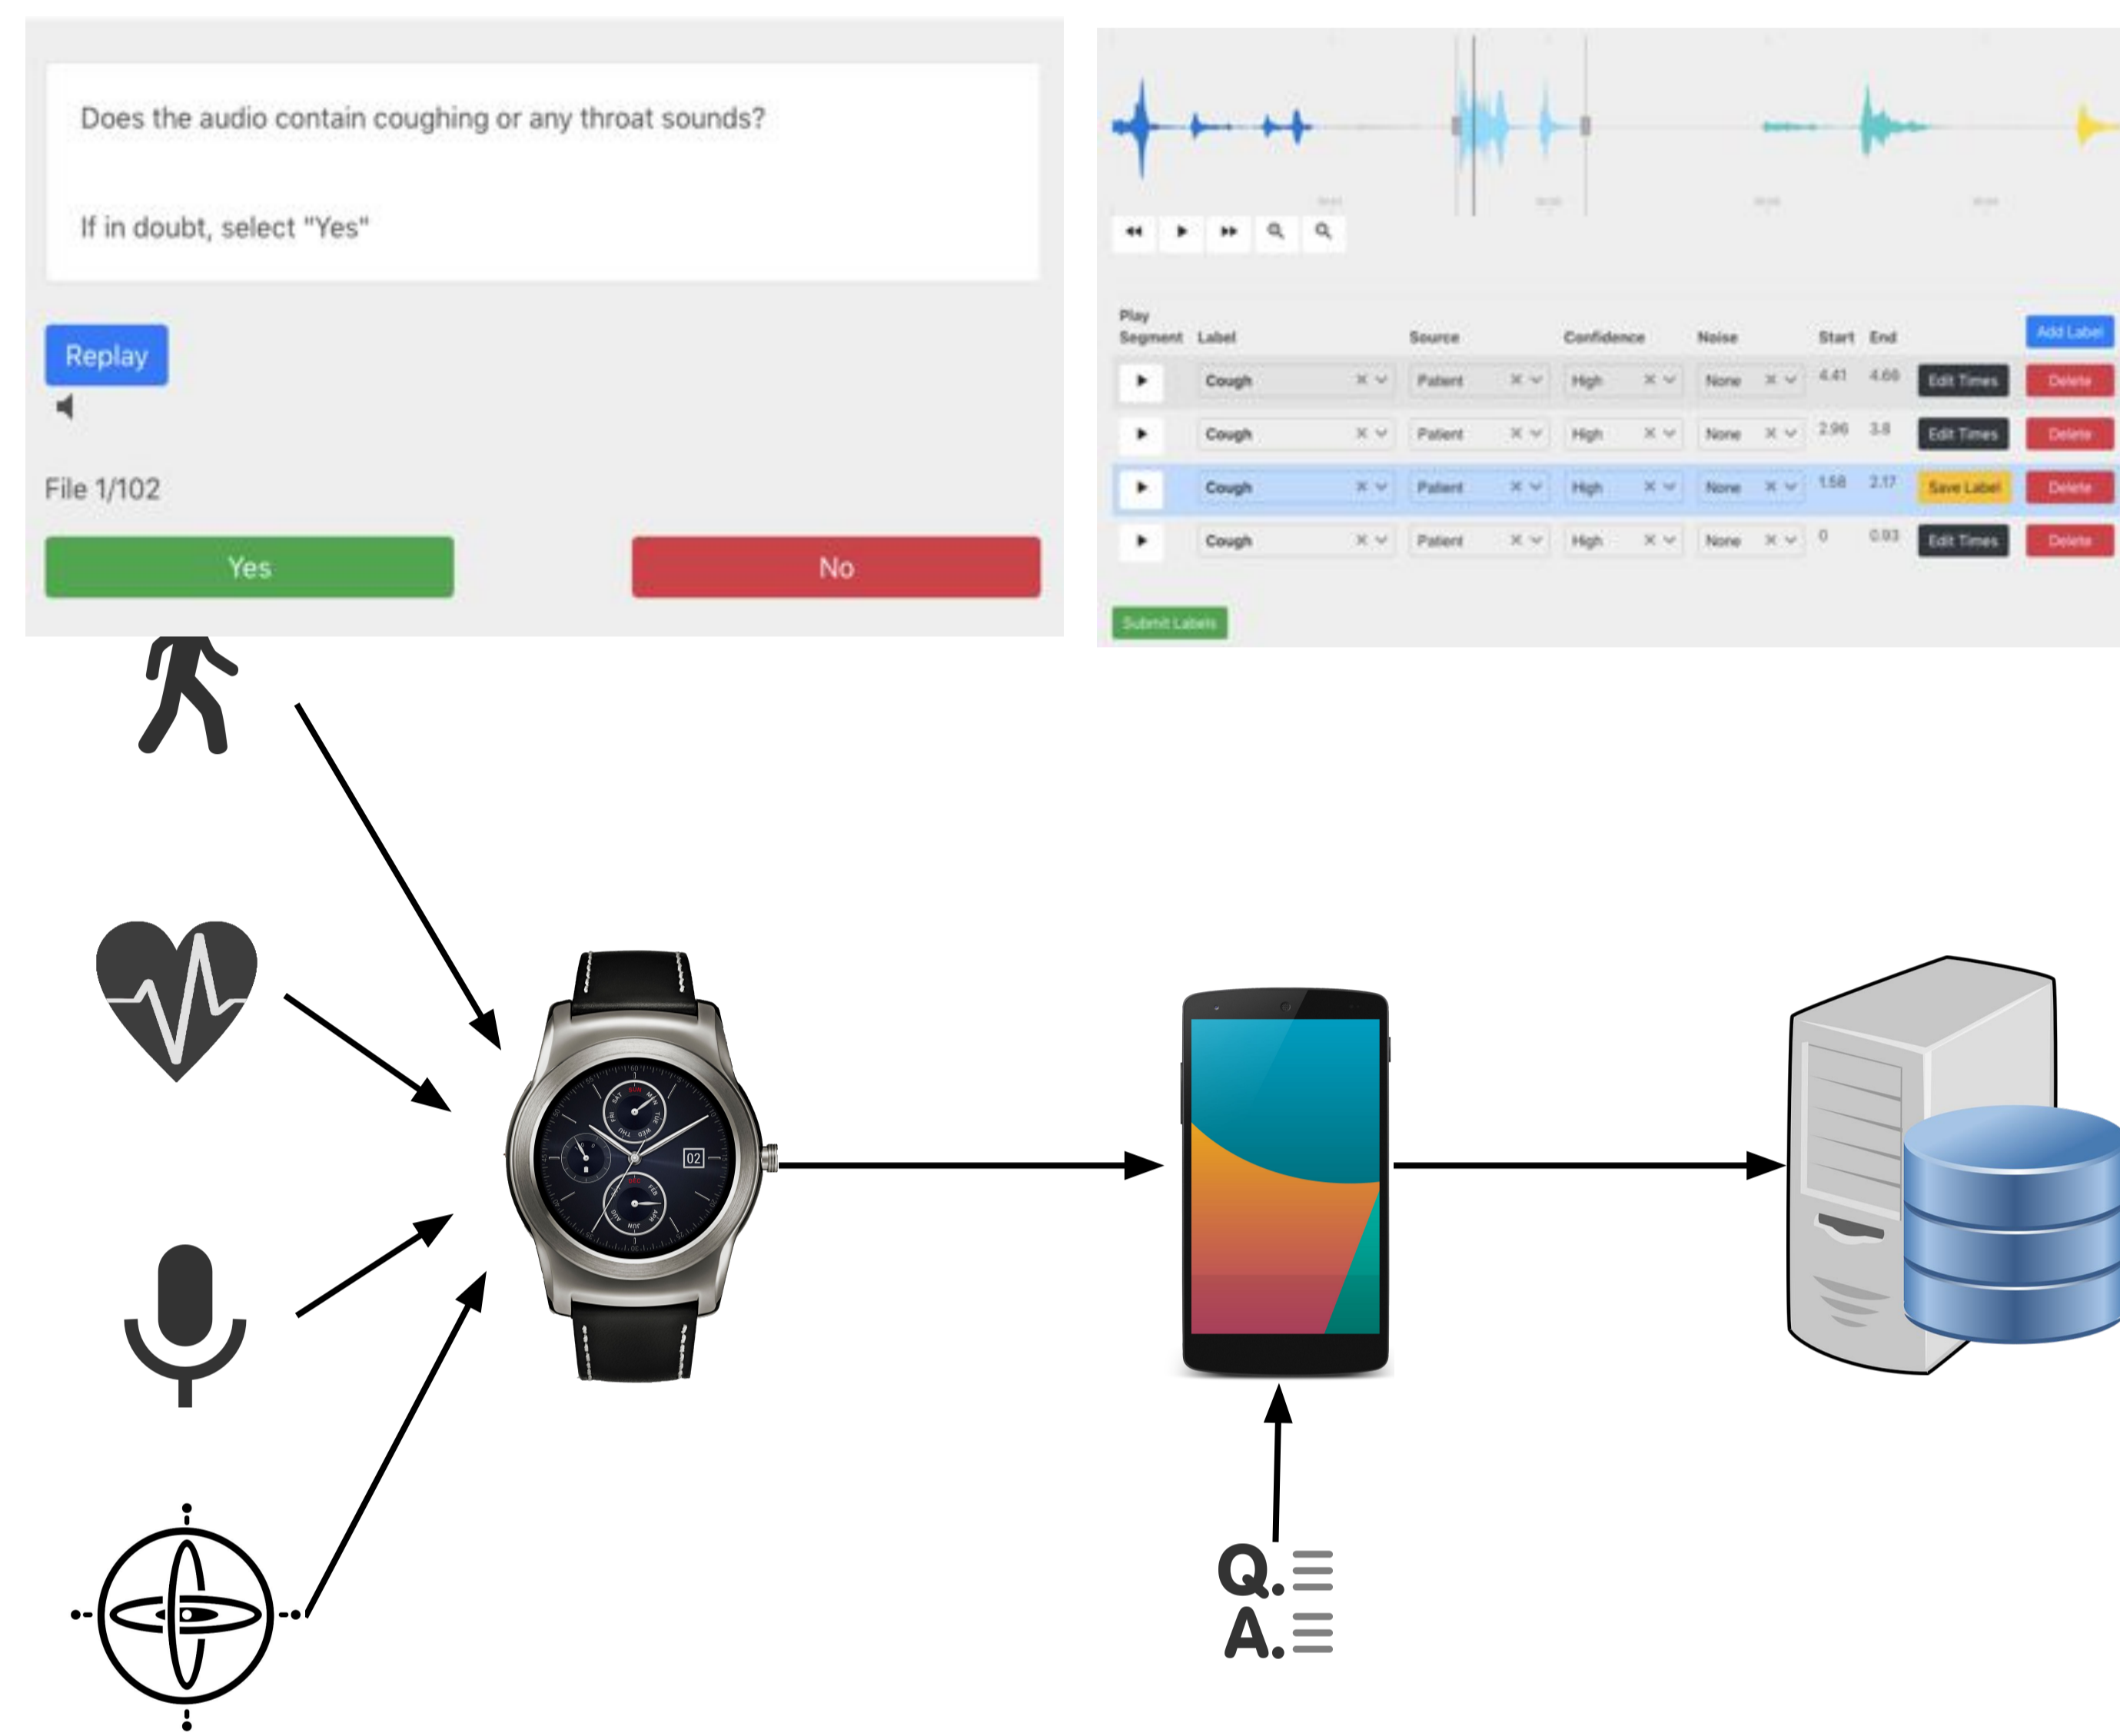 Does the audio contain coughing or any throat sounds?
If in doubt, select "Yes"
Replay
File 1/102
Yes No
Play
Segment Label Source Confidence Noise Start End Add Label
Cough Patient High None 4.41 4.66 Edit Times Delete
Cough Patient High None 2.96 3.8 Edit Times Delete
Cough Patient High None 1.58 2.17 Save Label Delete
Cough Patient High None 0 0.93 Edit Times Delete
Submit Labels
02
Q.
A.